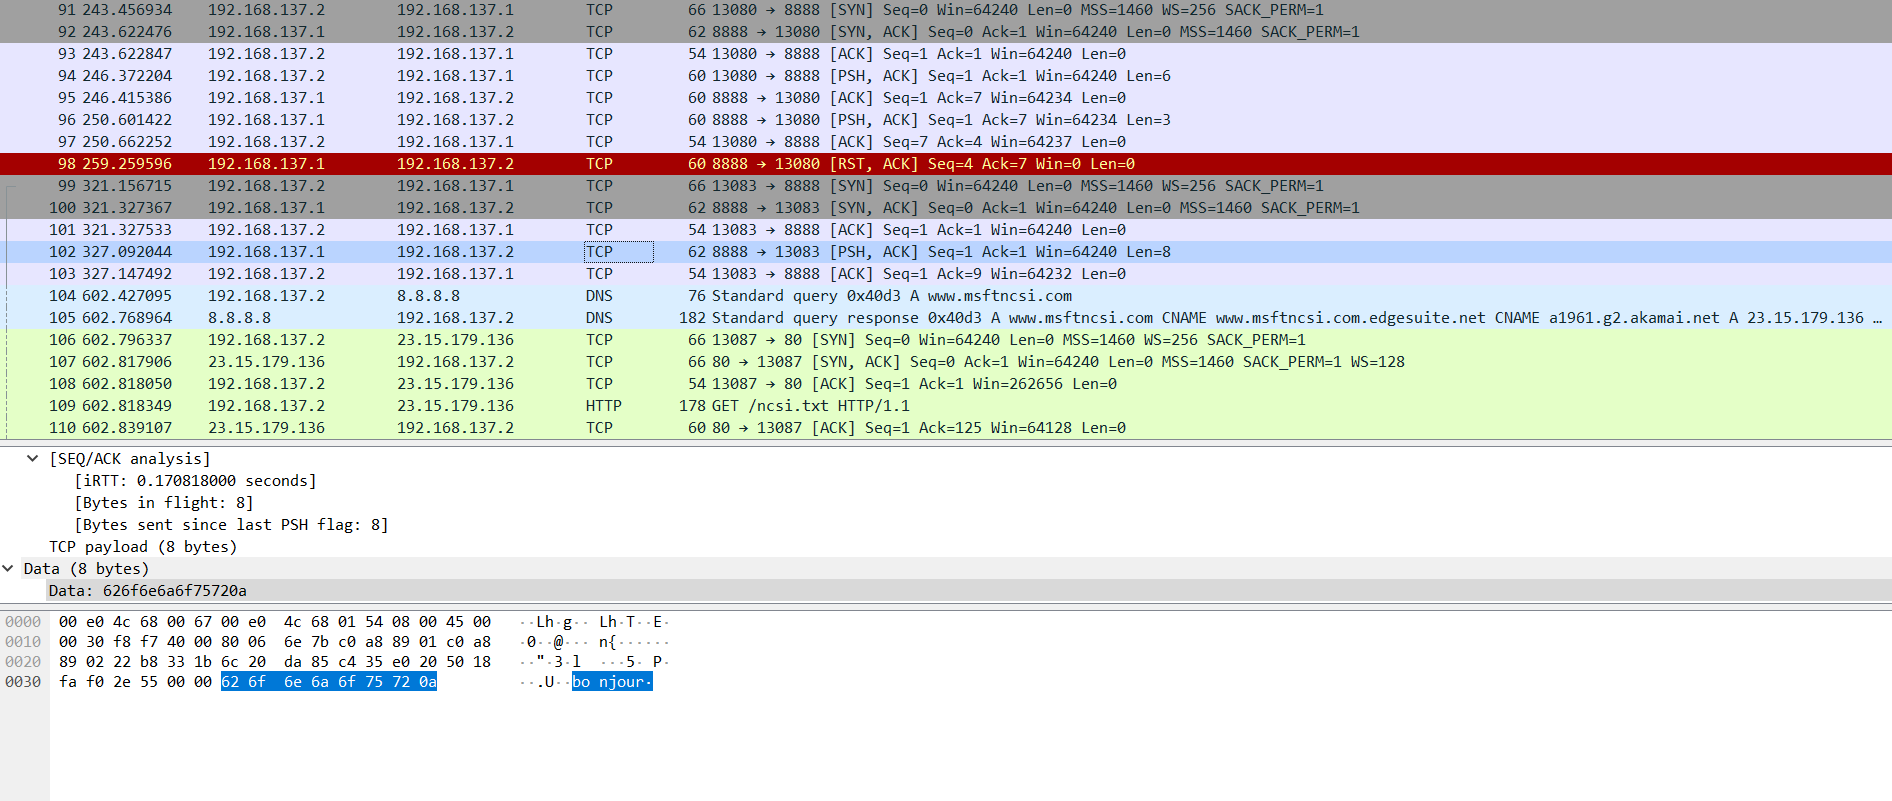 91 243.456934 192.168.137.2 192.168.137.1 TCP 66 13080 → 8888 [SYN] Seq=0 Win=64240 Len=0 MSS=1460 WS=256 SACK_PERM=1
92 243.622476 192.168.137.1 192.168.137.2 TCP 62 8888 → 13080 [SYN, ACK] Seq=0 Ack=1 Win=64240 Len=0 MSS=1460 SACK_PERM=1
93 243.622847 192.168.137.2 192.168.137.1 TCP 54 13080 → 8888 [ACK] Seq=1 Ack=1 Win=64240 Len=0
94 246.372204 192.168.137.2 192.168.137.1 TCP 60 13080 → 8888 [PSH, ACK] Seq=1 Ack=1 Win=64240 Len=6
95 246.415386 192.168.137.1 192.168.137.2 TCP 60 8888 → 13080 [ACK] Seq=1 Ack=7 Win=64234 Len=0
96 250.601422 192.168.137.1 192.168.137.2 TCP 60 8888 → 13080 [PSH, ACK] Seq=1 Ack=7 Win=64234 Len=3
97 250.662252 192.168.137.2 192.168.137.1 TCP 54 13080 → 8888 [ACK] Seq=7 Ack=4 Win=64237 Len=0
98 259.259596 192.168.137.1 192.168.137.2 TCP 60 8888 → 13080 [RST, ACK] Seq=4 Ack=7 Win=0 Len=0
99 321.156715 192.168.137.2 192.168.137.1 TCP 66 13083 → 8888 [SYN] Seq=0 Win=64240 Len=0 MSS=1460 WS=256 SACK_PERM=1
100 321.327367 192.168.137.1 192.168.137.2 TCP 62 8888 → 13083 [SYN, ACK] Seq=0 Ack=1 Win=64240 Len=0 MSS=1460 SACK_PERM=1
101 321.327533 192.168.137.2 192.168.137.1 TCP 54 13083 → 8888 [ACK] Seq=1 Ack=1 Win=64240 Len=0
102 327.092044 192.168.137.1 192.168.137.2 TCP 62 8888 → 13083 [PSH, ACK] Seq=1 Ack=1 Win=64240 Len=8
103 327.147492 192.168.137.2 192.168.137.1 TCP 54 13083 → 8888 [ACK] Seq=1 Ack=9 Win=64232 Len=0
104 602.427095 192.168.137.2 8.8.8.8 DNS 76 Standard query 0x40d3 A www.msftncsi.com
105 602.768964 8.8.8.8 192.168.137.2 DNS 182 Standard query response 0x40d3 A www.msftncsi.com CNAME www.msftncsi.com.edgesuite.net CNAME a1961.g2.akamai.net A 23.15.179.136 …
106 602.796337 192.168.137.2 23.15.179.136 TCP 66 13087 → 80 [SYN] Seq=0 Win=64240 Len=0 MSS=1460 WS=256 SACK_PERM=1
107 602.817906 23.15.179.136 192.168.137.2 TCP 66 80 → 13087 [SYN, ACK] Seq=0 Ack=1 Win=64240 Len=0 MSS=1460 SACK_PERM=1 WS=128
108 602.818050 192.168.137.2 23.15.179.136 TCP 54 13087 → 80 [ACK] Seq=1 Ack=1 Win=262656 Len=0
109 602.818349 192.168.137.2 23.15.179.136 HTTP 178 GET /ncsi.txt HTTP/1.1
110 602.839107 23.15.179.136 192.168.137.2 TCP 60 80 → 13087 [ACK] Seq=1 Ack=125 Win=64128 Len=0
[SEQ/ACK analysis]
[iRTT: 0.170818000 seconds]
[Bytes in flight: 8]
[Bytes sent since last PSH flag: 8]
TCP payload (8 bytes)
Data (8 bytes)
Data: 626f6e6a6f75720a
0000 00 e0 4c 68 00 67 00 e0 4c 68 01 54 08 00 45 00 ··Lh·g·· Lh·T··E·
0010 00 30 f8 f7 40 00 80 06 6e 7b c0 a8 89 01 c0 a8 ·0··@··· n{······
0020 89 02 22 b8 33 1b 6c 20 da 85 c4 35 e0 20 50 18 ··"·3·l ···5· P·
0030 fa f0 2e 55 00 00 62 6f 6e 6a 6f 75 72 0a ··.U··bo njour·